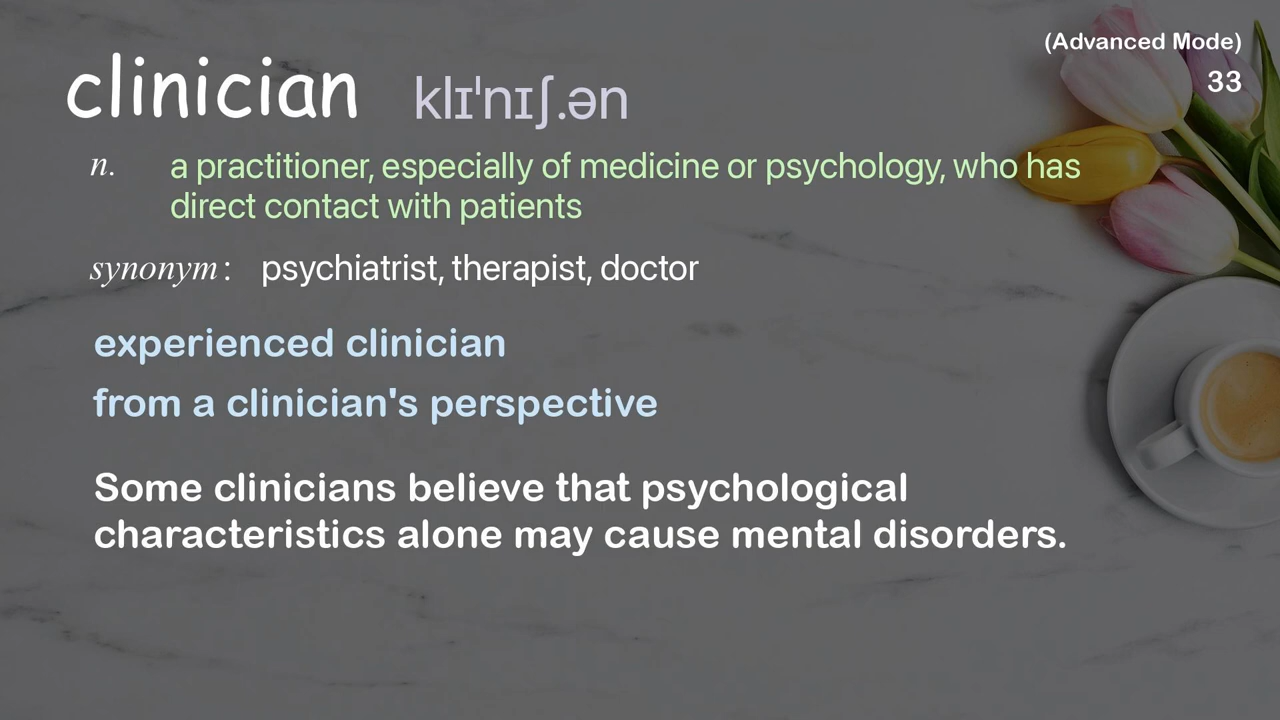 (Advanced Mode)
33
clinician klɪˈnɪʃ.ən
n. a practitioner, especially of medicine or psychology, who has
direct contact with patients
synonym: psychiatrist, therapist, doctor
experienced clinician
from a clinician's perspective
Some clinicians believe that psychological
characteristics alone may cause mental disorders.